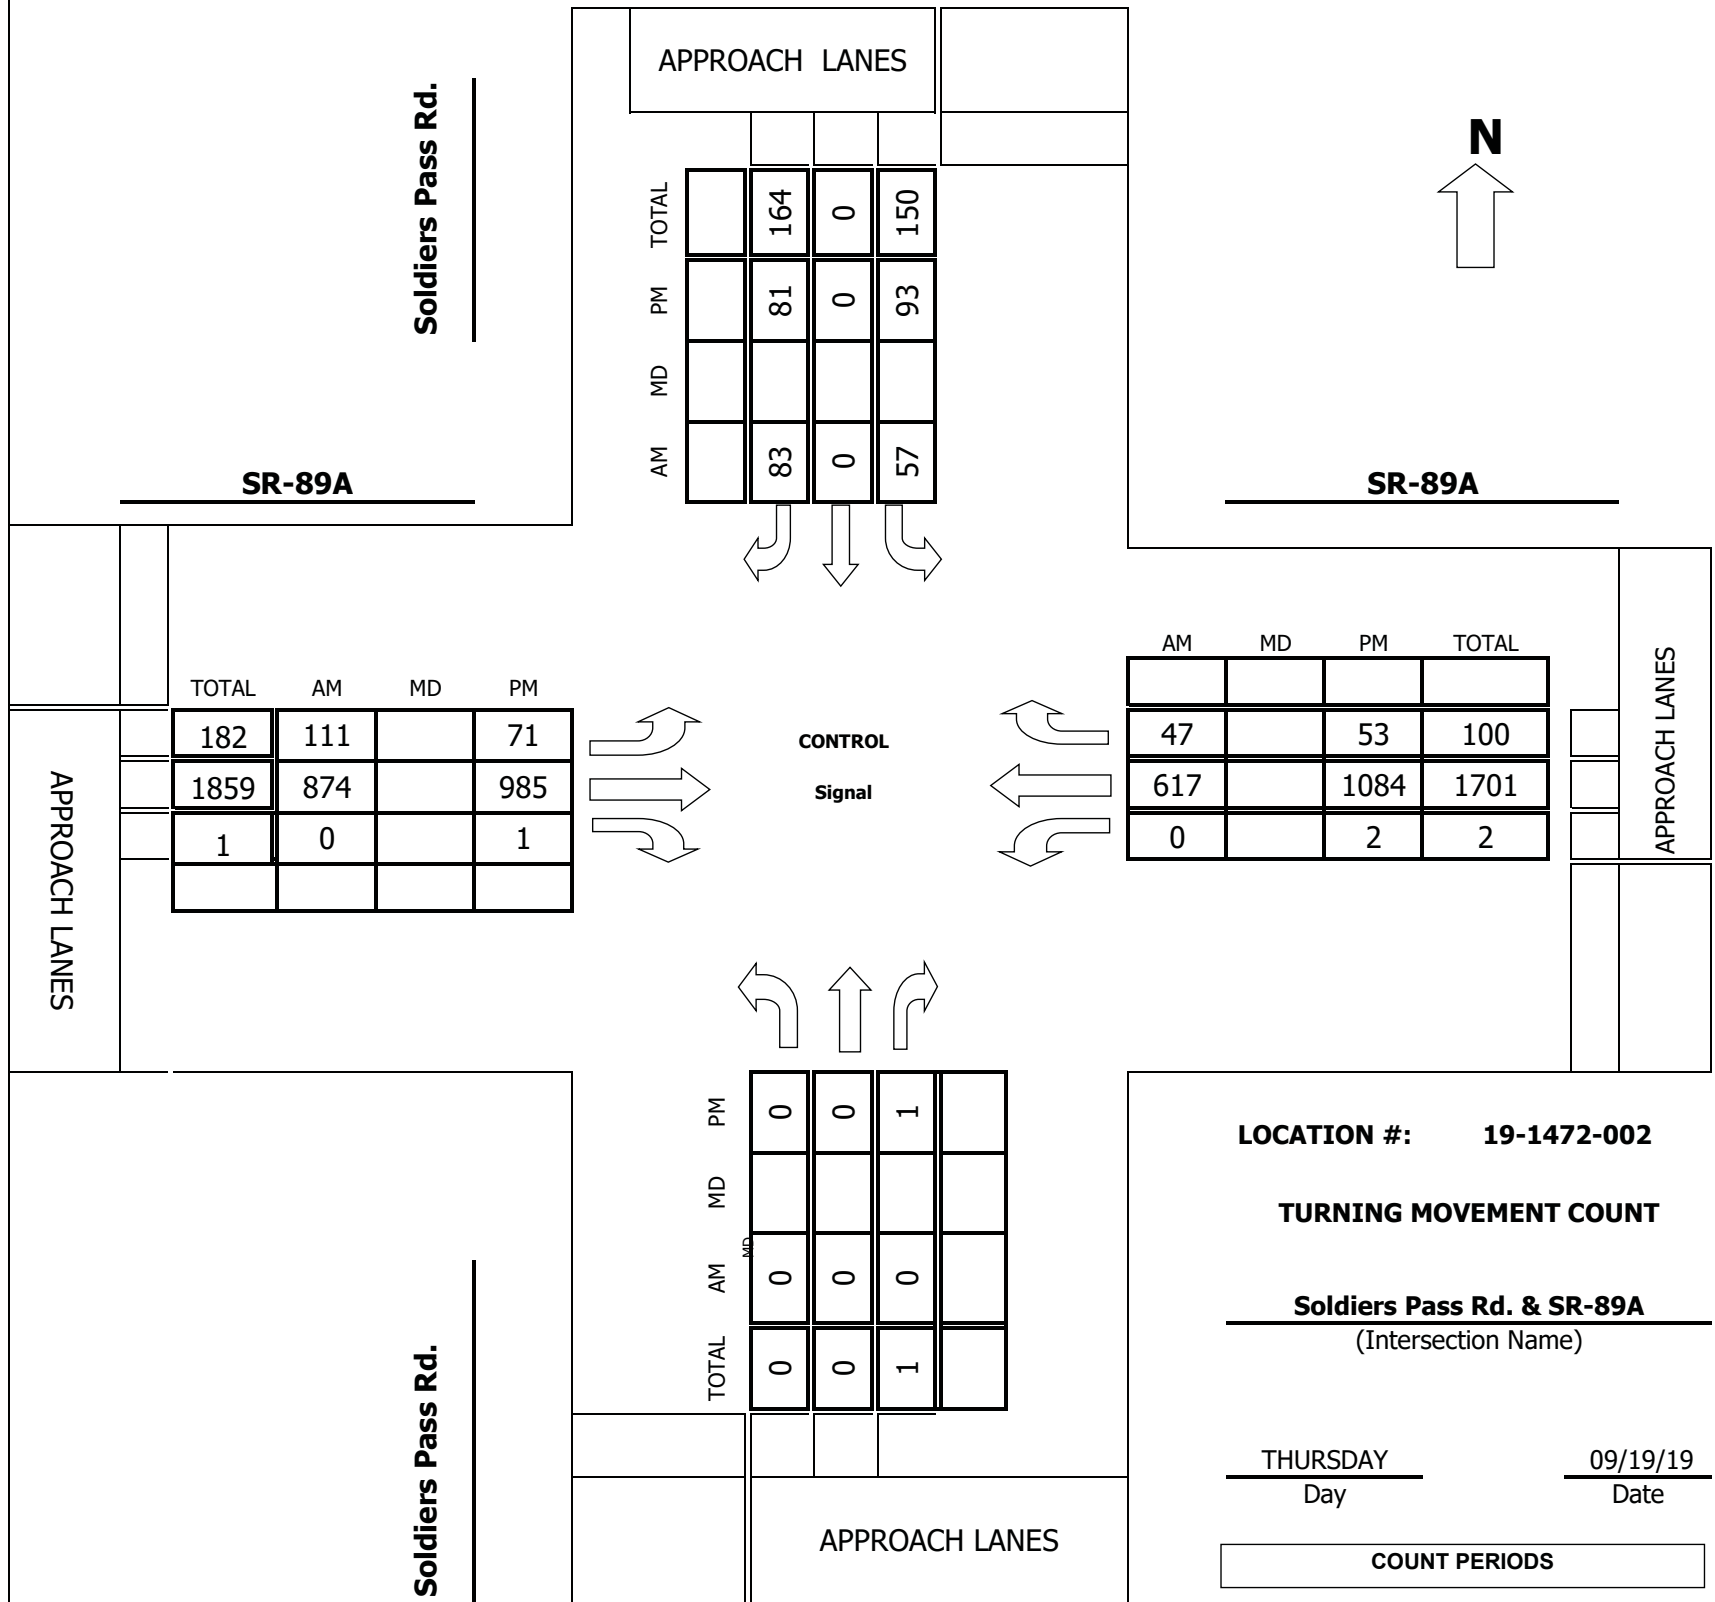 APPROACH LANES
Soldiers Pass Rd.
N
TOTAL 164 0 150
PM 81 0 93
MD
AM 83 0 57
SR-89A
SR-89A
AM MD PM TOTAL
47 53 100
617 1084 1701
0 2 2
APPROACH LANES
TOTAL AM MD PM
182 111 71
1859 874 985
1 0 1
APPROACH LANES
CONTROL
Signal
PM 0 0 1
MD
MD
AM 0 0 0
TOTAL 0 0 1
Soldiers Pass Rd.
APPROACH LANES
LOCATION #: 19-1472-002
TURNING MOVEMENT COUNT
Soldiers Pass Rd. & SR-89A
(Intersection Name)
THURSDAY 09/19/19
Day Date
COUNT PERIODS